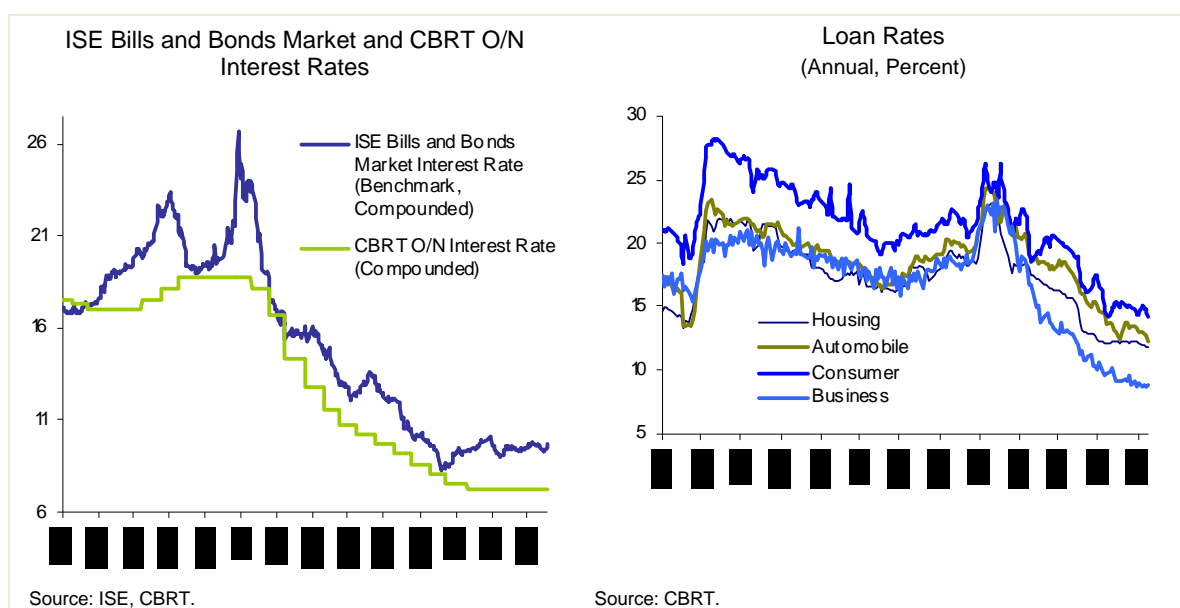 ISE Bills and Bonds Market and CBRT O/N
Interest Rates
26
21
16
11
6
ISE Bills and Bonds
Market Interest Rate
(Benchmark,
Compounded)
CBRT O/N Interest Rate
(Compounded)
Source: ISE, CBRT.
Loan Rates
(Annual, Percent)
30
25
20
15
10
5
Housing
Automobile
Consumer
Business
Source: CBRT.